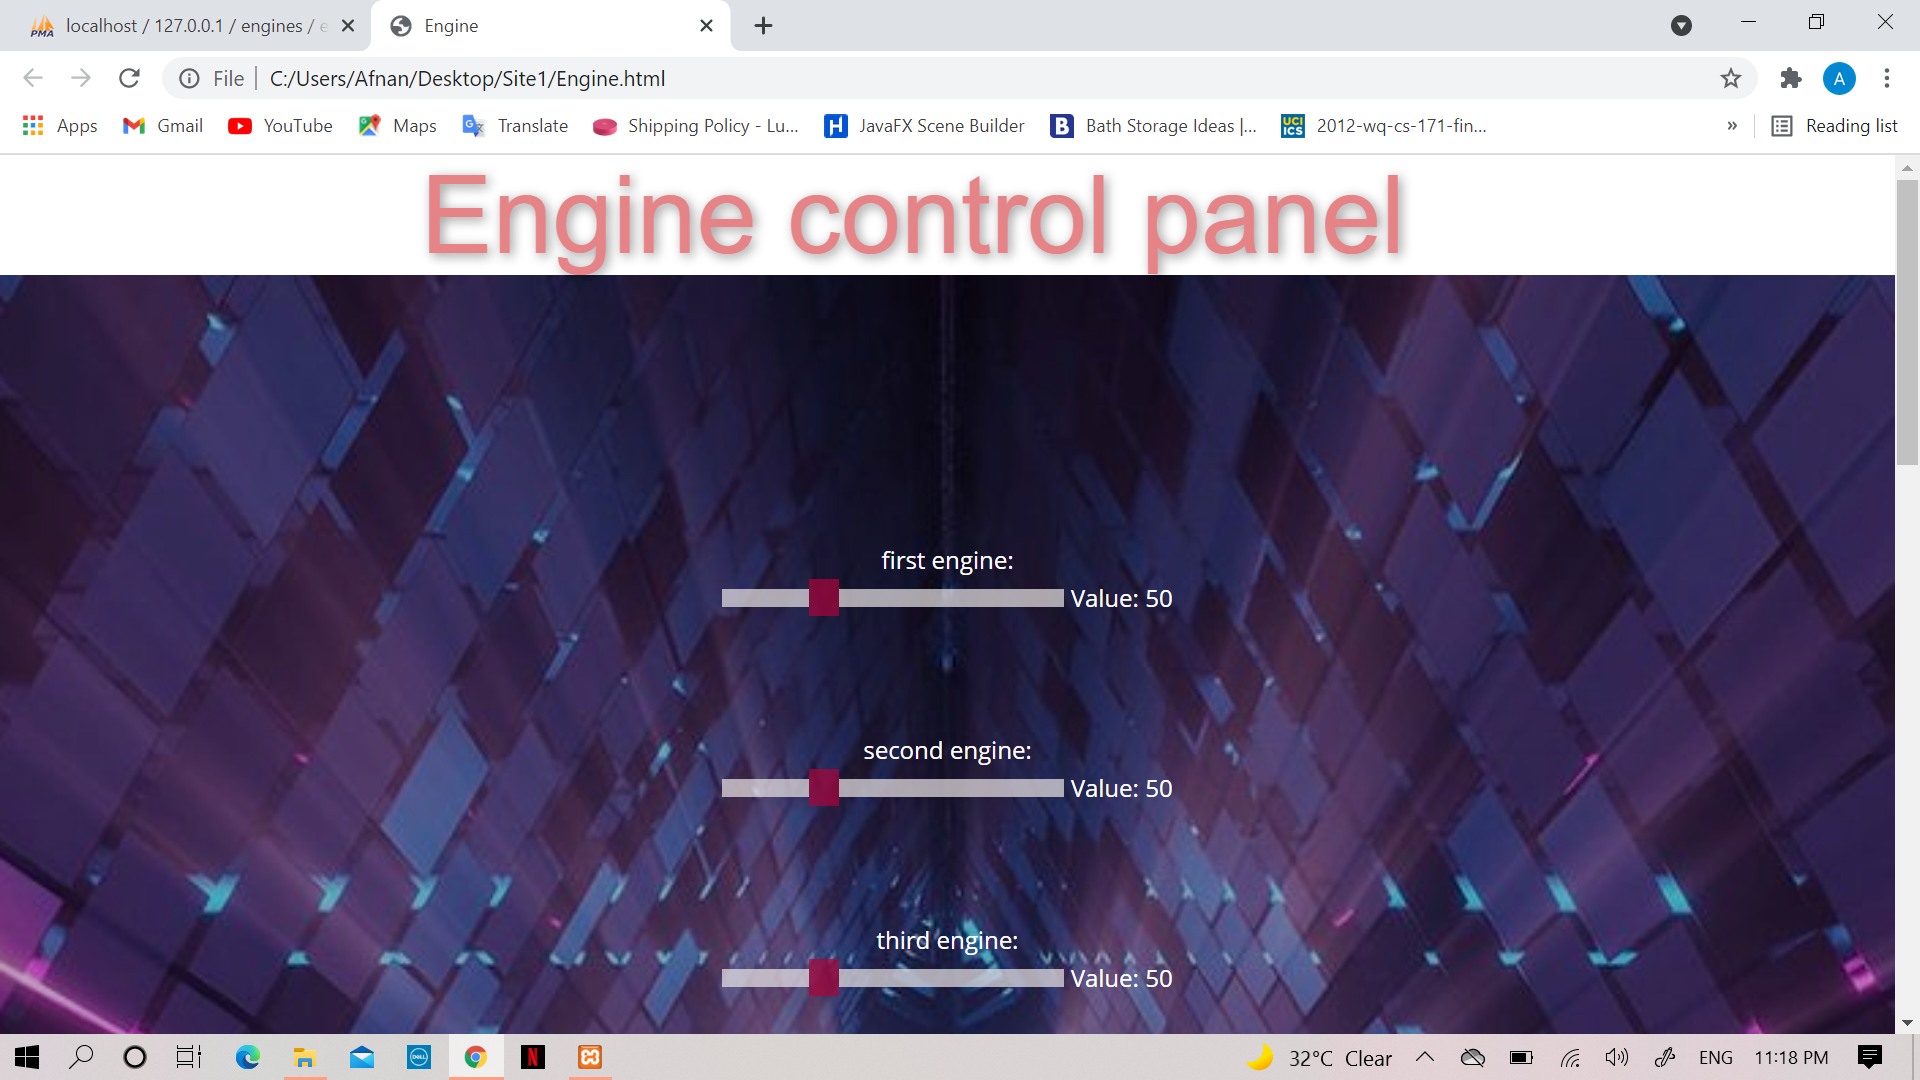 localhost / 127.0.0.1 / engines / e
Engine
File
C:/Users/Afnan/Desktop/Site1/Engine.html
A
Apps
Gmail
YouTube
Maps
Translate
Shipping Policy - Lu...
JavaFX Scene Builder
Bath Storage Ideas |...
2012-wq-cs-171-fin...
»
Reading list
Engine control panel
first engine:
Value: 50
second engine:
Value: 50
third engine:
Value: 50
32°C Clear
ENG
11:18 PM